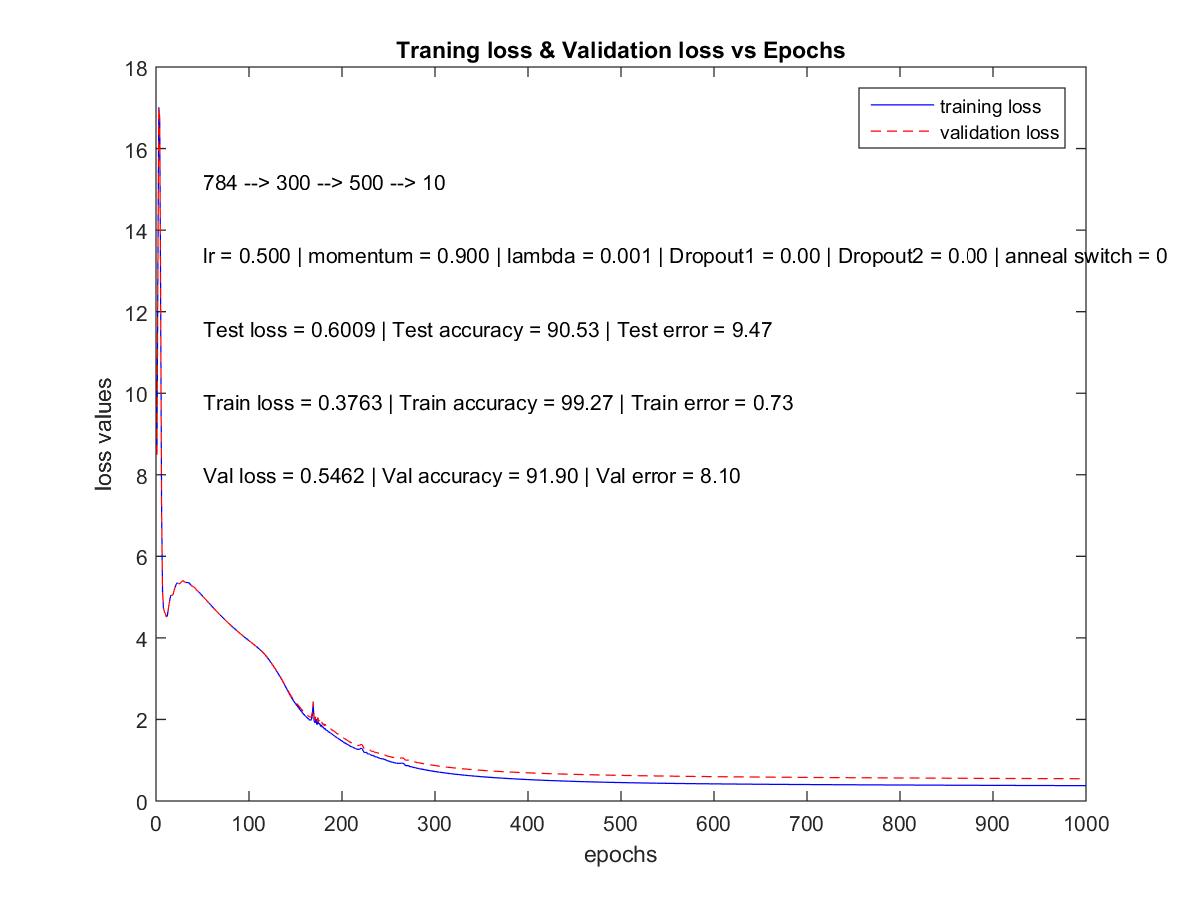 Traning loss & Validation loss vs Epochs
18
training loss
validation loss
16
784 --> 300 --> 500 --> 10
14
lr = 0.500 | momentum = 0.900 | lambda = 0.001 | Dropout1 = 0.00 | Dropout2 = 0.00 | anneal switch = 0
12
Test loss = 0.6009 | Test accuracy = 90.53 | Test error = 9.47
10
Train loss = 0.3763 | Train accuracy = 99.27 | Train error = 0.73
loss values
8
Val loss = 0.5462 | Val accuracy = 91.90 | Val error = 8.10
6
4
2
0
0 100 200 300 400 500 600 700 800 900 1000
epochs